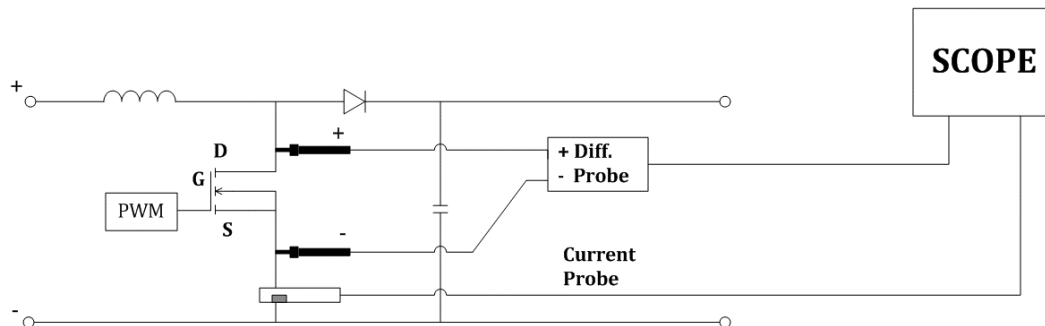 SCOPE
+
+
D
+ Diff.
- Probe
G
PWM
S
-
Current
Probe
-